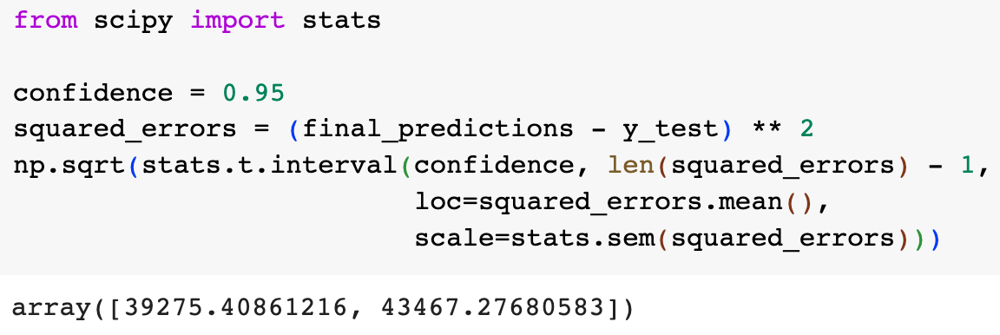 from scipy import stats
confidence = 0.95
squared_errors = (final_predictions - y_test) ** 2
np.sqrt(stats.t.interval(confidence, len(squared_errors) - 1,
loc=squared_errors.mean(),
scale=stats.sem(squared_errors)))
array([39275.40861216, 43467.27680583])